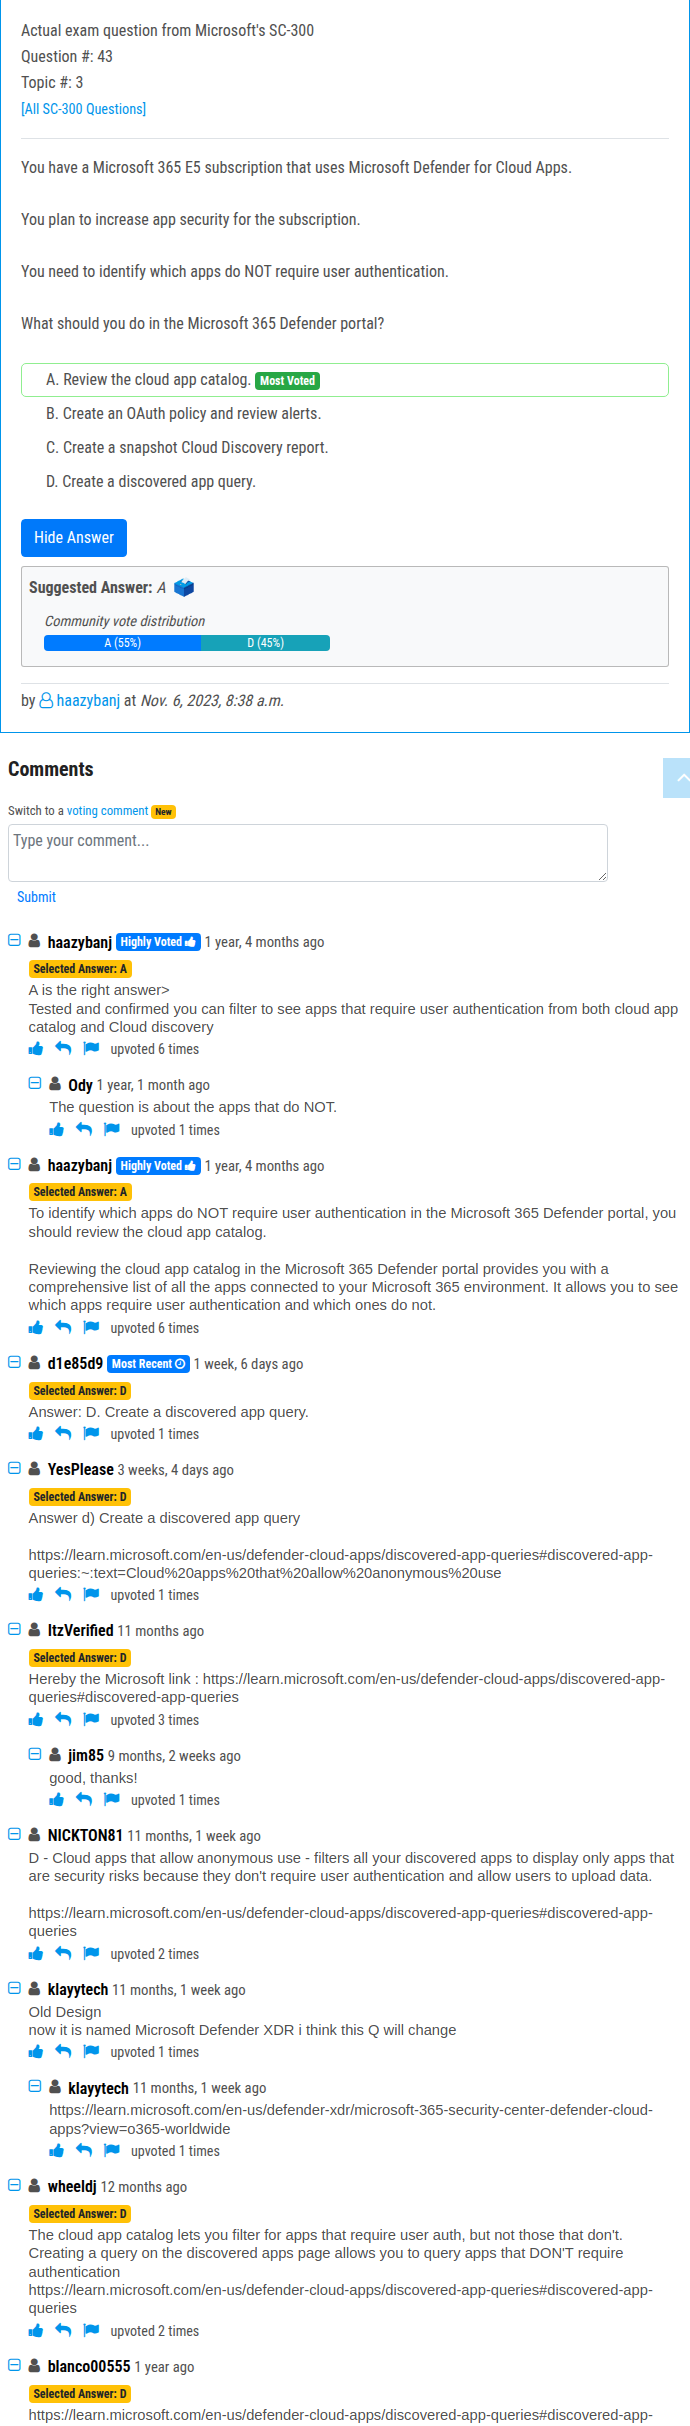 Actual exam question from Microsoft's SC-300
Question #: 43
Topic #: 3
[All SC-300 Questions]
You have a Microsoft 365 E5 subscription that uses Microsoft Defender for Cloud Apps.
You plan to increase app security for the subscription.
You need to identify which apps do NOT require user authentication.
What should you do in the Microsoft 365 Defender portal?
A. Review the cloud app catalog. Most Voted
B. Create an OAuth policy and review alerts.
C. Create a snapshot Cloud Discovery report.
D. Create a discovered app query.
Hide Answer
Suggested Answer: A
Community vote distribution
A (55%) D (45%)
by haazybanj at Nov. 6, 2023, 8:38 a.m.
Comments
Switch to a voting comment New
Type your comment...
Submit
haazybanj Highly Voted 1 year, 4 months ago
Selected Answer: A
A is the right answer>
Tested and confirmed you can filter to see apps that require user authentication from both cloud app
catalog and Cloud discovery
upvoted 6 times
Ody 1 year, 1 month ago
The question is about the apps that do NOT.
upvoted 1 times
haazybanj Highly Voted 1 year, 4 months ago
Selected Answer: A
To identify which apps do NOT require user authentication in the Microsoft 365 Defender portal, you
should review the cloud app catalog.
Reviewing the cloud app catalog in the Microsoft 365 Defender portal provides you with a
comprehensive list of all the apps connected to your Microsoft 365 environment. It allows you to see
which apps require user authentication and which ones do not.
upvoted 6 times
d1e85d9 Most Recent 1 week, 6 days ago
Selected Answer: D
Answer: D. Create a discovered app query.
upvoted 1 times
YesPlease 3 weeks, 4 days ago
Selected Answer: D
Answer d) Create a discovered app query
https://learn.microsoft.com/en-us/defender-cloud-apps/discovered-app-queries#discovered-app-
queries:~:text=Cloud%20apps%20that%20allow%20anonymous%20use
upvoted 1 times
ItzVerified 11 months ago
Selected Answer: D
Hereby the Microsoft link : https://learn.microsoft.com/en-us/defender-cloud-apps/discovered-app-
queries#discovered-app-queries
upvoted 3 times
jim85 9 months, 2 weeks ago
good, thanks!
upvoted 1 times
NICKTON81 11 months, 1 week ago
D - Cloud apps that allow anonymous use - filters all your discovered apps to display only apps that
are security risks because they don't require user authentication and allow users to upload data.
https://learn.microsoft.com/en-us/defender-cloud-apps/discovered-app-queries#discovered-app-
queries
upvoted 2 times
klayytech 11 months, 1 week ago
Old Design
now it is named Microsoft Defender XDR i think this Q will change
upvoted 1 times
klayytech 11 months, 1 week ago
https://learn.microsoft.com/en-us/defender-xdr/microsoft-365-security-center-defender-cloud-
apps?view=o365-worldwide
upvoted 1 times
wheeldj 12 months ago
Selected Answer: D
The cloud app catalog lets you filter for apps that require user auth, but not those that don't.
Creating a query on the discovered apps page allows you to query apps that DON'T require
authentication
https://learn.microsoft.com/en-us/defender-cloud-apps/discovered-app-queries#discovered-app-
queries
upvoted 2 times
blanco00555 1 year ago
Selected Answer: D
https://learn.microsoft.com/en-us/defender-cloud-apps/discovered-app-queries#discovered-app-